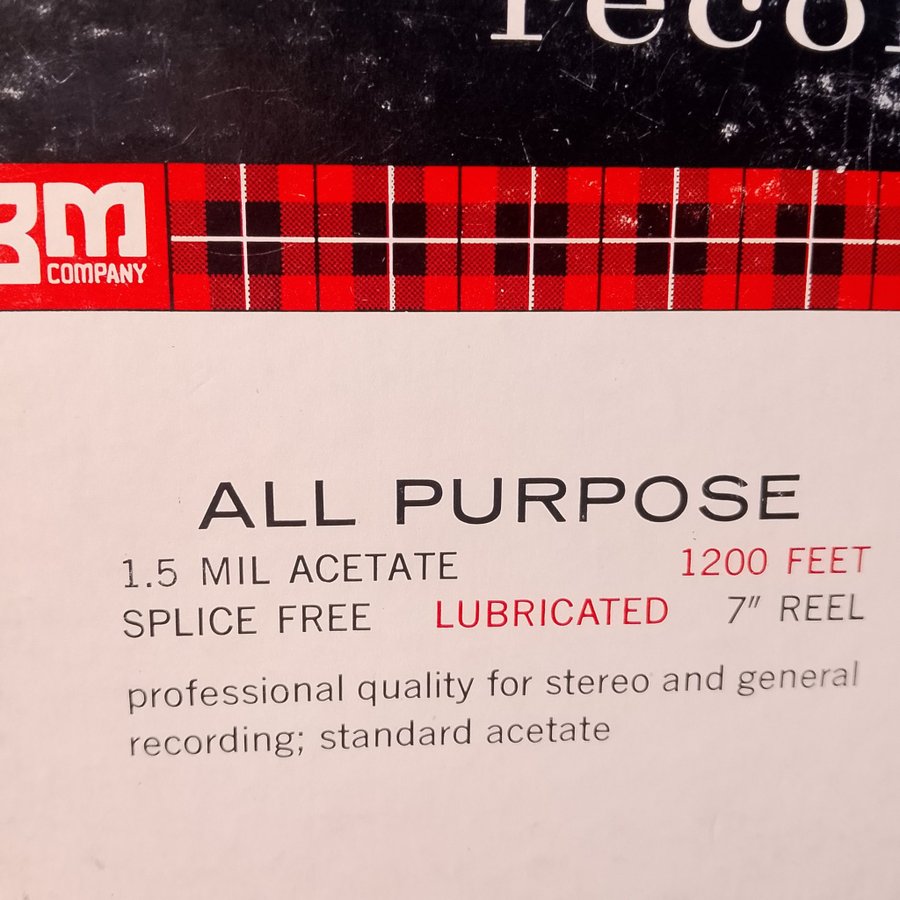 3M
COMPANY
ALL PURPOSE
1.5 MIL ACETATE 1200 FEET
SPLICE FREE LUBRICATED 7" REEL
professional quality for stereo and general
recording; standard acetate